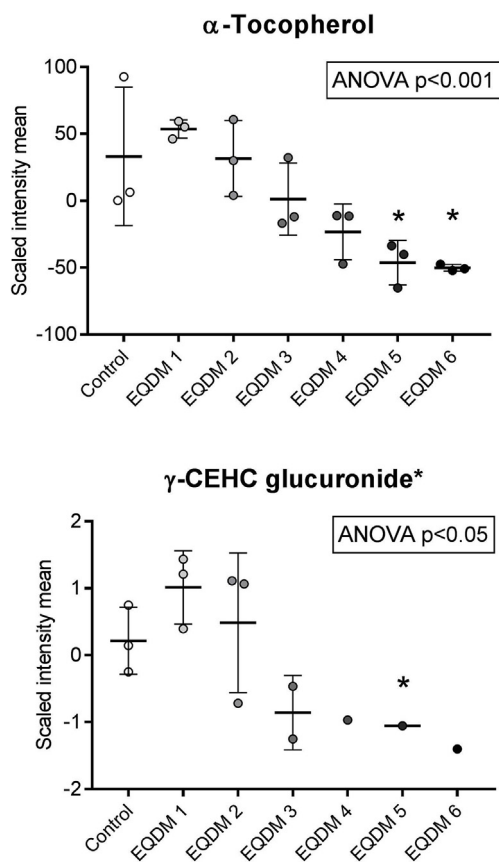 α-Tocopherol
ANOVA p<0.001
Scaled intensity mean
100
50
0
-50
-100
*
*
Control
EQDM 1
EQDM 2
EQDM 3
EQDM 4
EQDM 5
EQDM 6
γ-CEHC glucuronide*
ANOVA p<0.05
Scaled intensity mean
2
1
0
-1
-2
*
Control
EQDM 1
EQDM 2
EQDM 3
EQDM 4
EQDM 5
EQDM 6